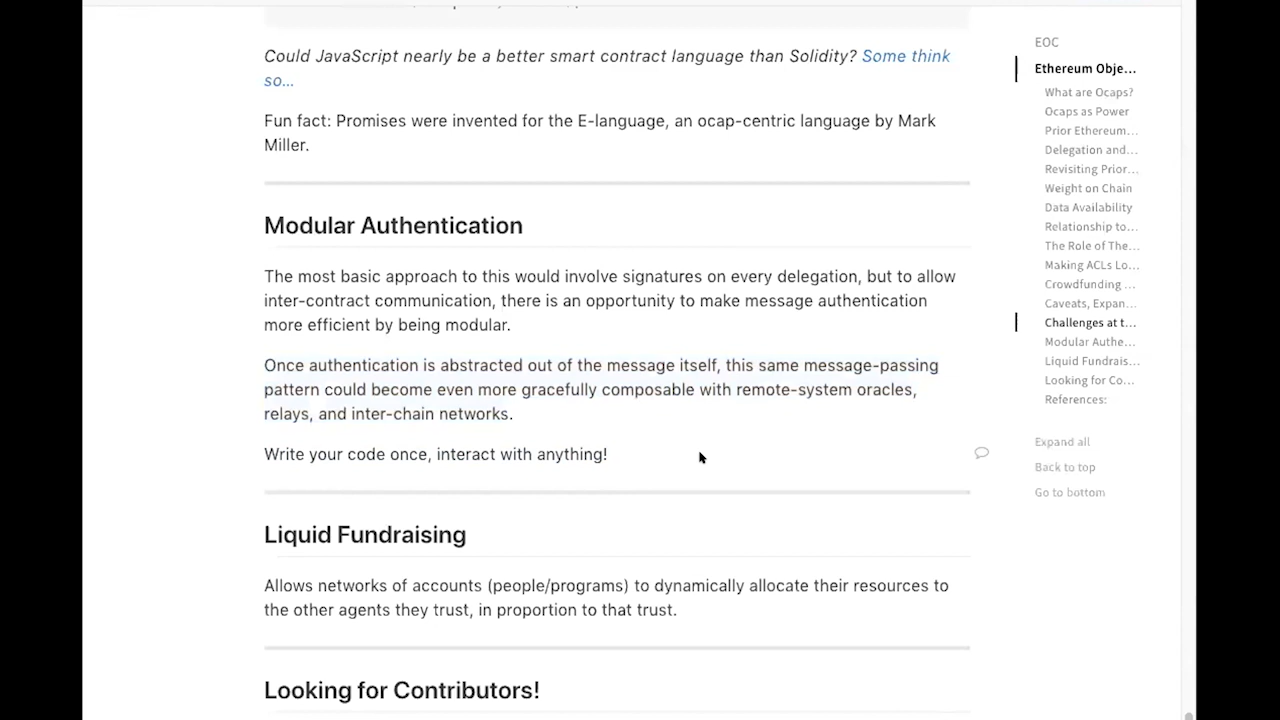 Could JavaScript nearly be a better smart contract language than Solidity? Some think
so...
Fun fact: Promises were invented for the E-language, an ocap-centric language by Mark
Miller.
Modular Authentication
The most basic approach to this would involve signatures on every delegation, but to allow
inter-contract communication, there is an opportunity to make message authentication
more efficient by being modular.
Once authentication is abstracted out of the message itself, this same message-passing
pattern could become even more gracefully composable with remote-system oracles,
relays, and inter-chain networks.
Write your code once, interact with anything!
Liquid Fundraising
Allows networks of accounts (people/programs) to dynamically allocate their resources to
the other agents they trust, in proportion to that trust.
Looking for Contributors!
EOC
Ethereum Obje...
What are Ocaps?
Ocaps as Power
Prior Ethereum...
Delegation and...
Revisiting Prior...
Weight on Chain
Data Availability
Relationship to...
The Role of The...
Making ACLs Lo...
Crowdfunding ...
Caveats, Expan...
Challenges at t...
Modular Authe...
Liquid Fundrais...
Looking for Co...
References:
Expand all
Back to top
Go to bottom